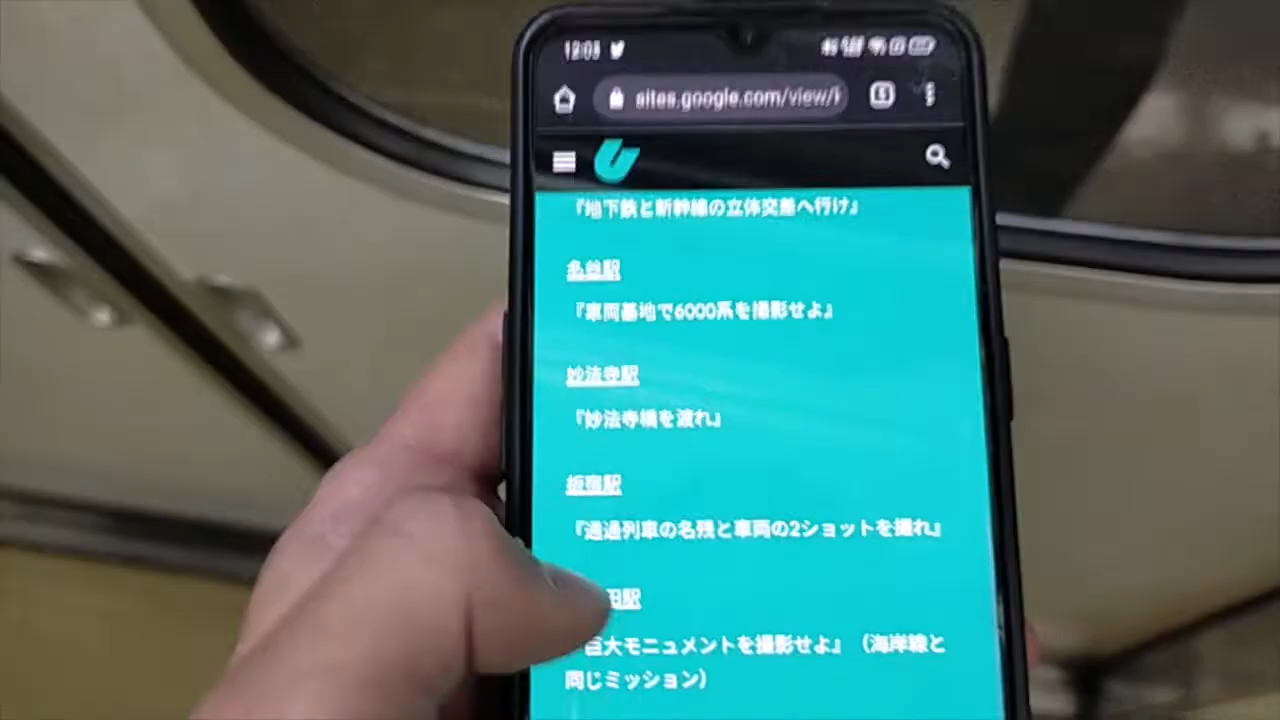 12:03
sites.google.com/view/
『地下鉄と新幹線の立体交差へ行け』
名谷駅
『車両基地で6000系を撮影せよ』
妙法寺駅
『妙法寺橋を渡れ』
板宿駅
『通過列車の名残と車両の2ショットを撮れ』
田駅
巨大モニュメントを撮影せよ』（海岸線と
同じミッション）